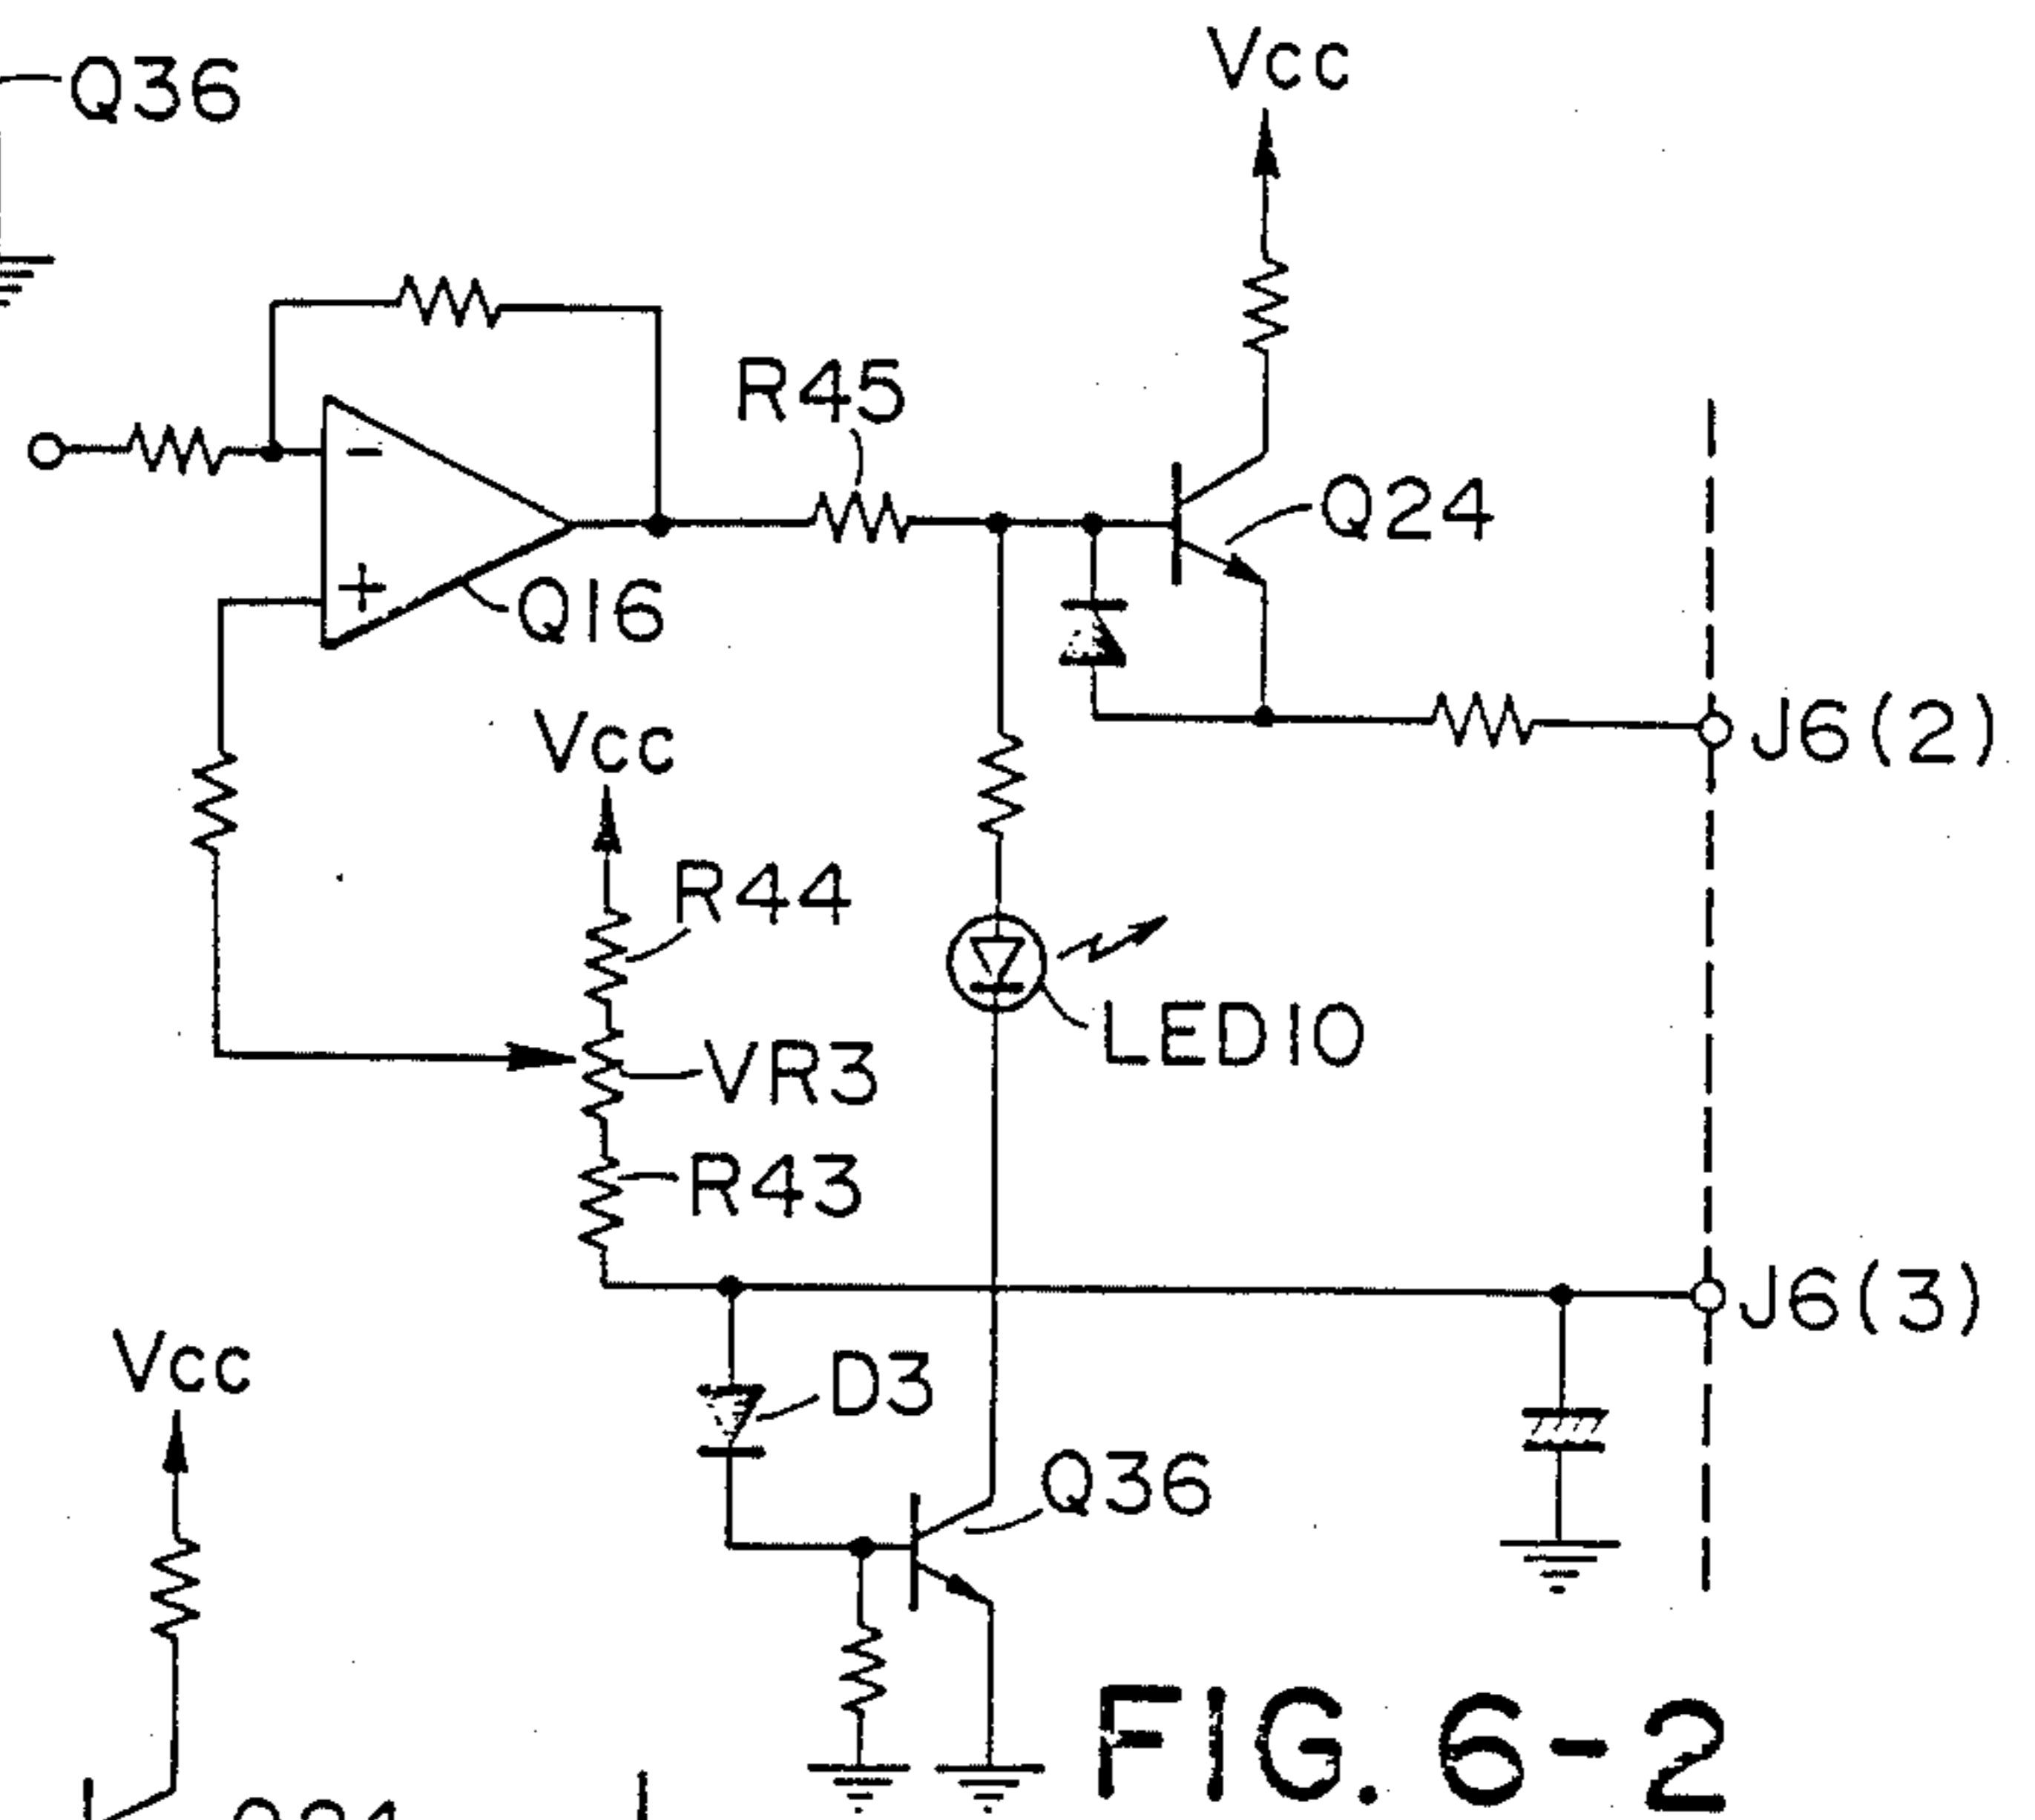 Q36
Vcc
R45
-
Q24
+
Q16
J6(2)
Vcc
R44
LED10
VR3
R43
J6(3)
Vcc
D3
Q36
FIG. 6-2